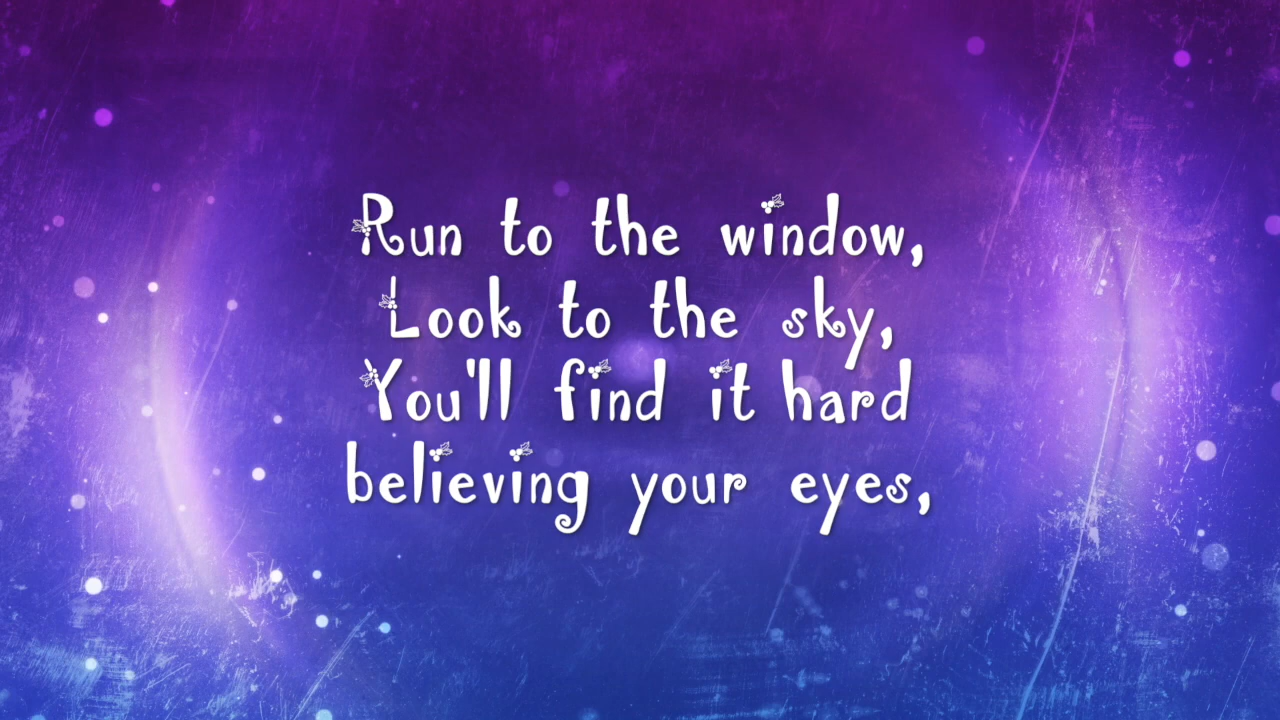 Run to the window,
Look to the sky,
You'll find it hard
believing your eyes,